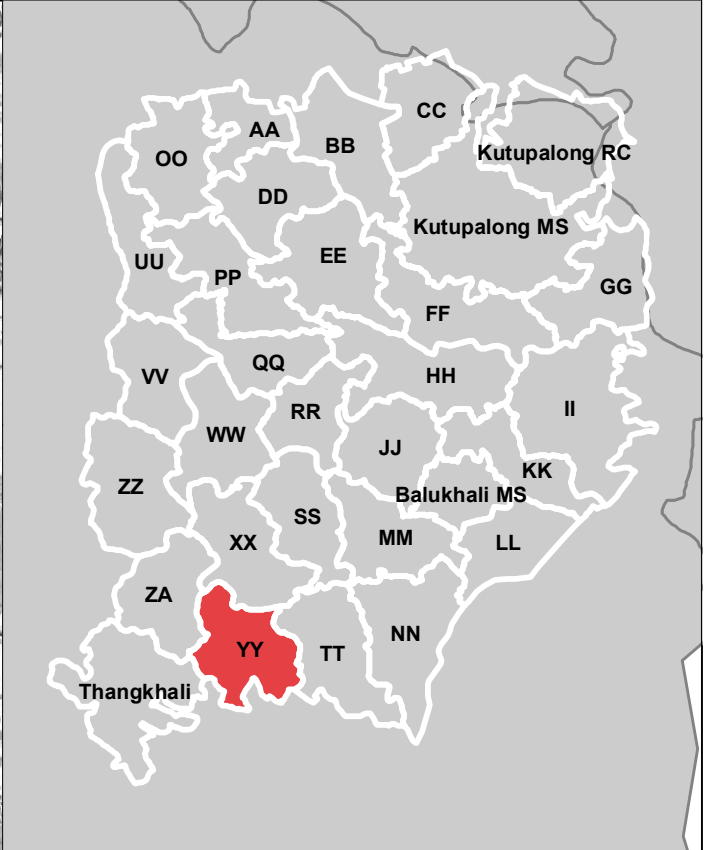 CC
AA
BB
Kutupalong RC
OO
DD
Kutupalong MS
EE
UU
PP
GG
FF
QQ
HH
VV
RR
II
WW
JJ
KK
ZZ
Balukhali MS
SS
MM
XX
LL
ZA
NN
YY
TT
Thangkhali